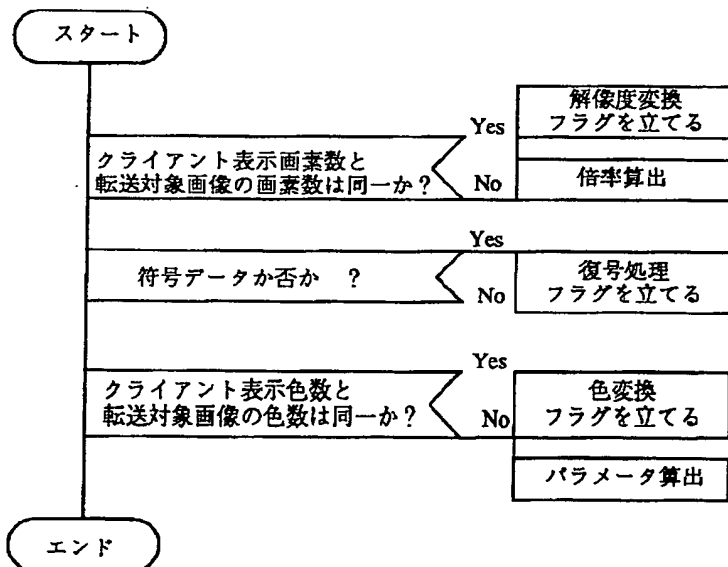 スタート
Yes
解像度変換
フラグを立てる
クライアント表示画素数と
転送対象画像の画素数は同一か?
No
倍率算出
Yes
符号データか否か ?
復号処理
フラグを立てる
No
Yes
クライアント表示色数と
転送対象画像の色数は同一か?
色変換
フラグを立てる
No
パラメータ算出
エンド